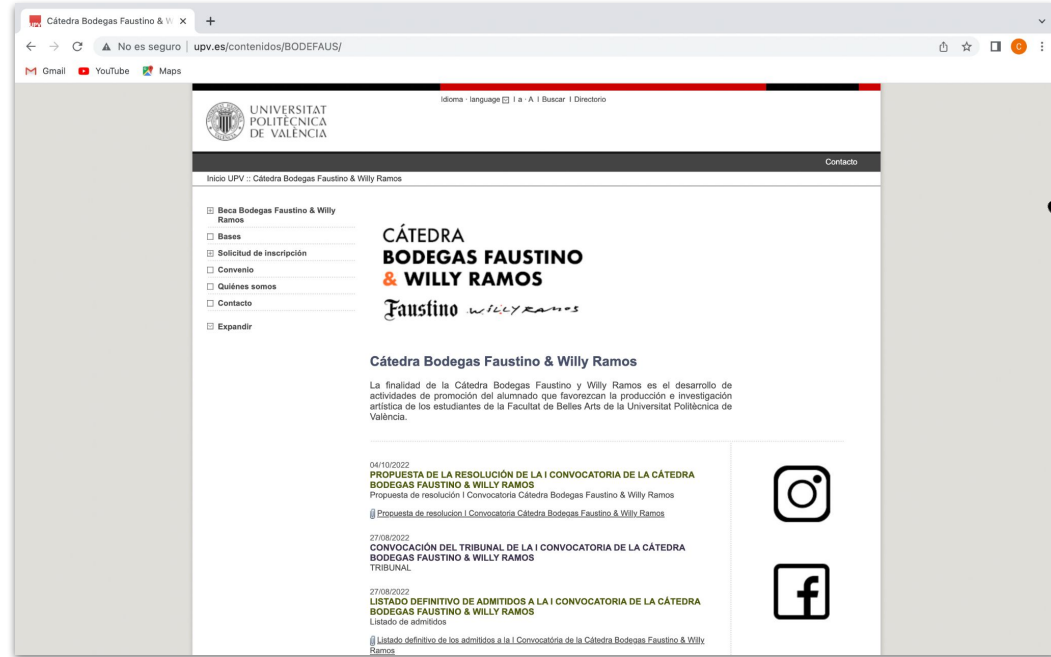 Cátedra Bodegas Faustino & W
No es seguro | upv.es/contenidos/BODEFAUS/
C
Gmail YouTube Maps
Idioma · language | a · A | Buscar | Directorio
UNIVERSITAT
POLITÈCNICA
DE VALÈNCIA
Contacto
Inicio UPV :: Cátedra Bodegas Faustino & Willy Ramos
Beca Bodegas Faustino & Willy
Ramos
Bases
Solicitud de inscripción
Convenio
Quiénes somos
Contacto
Expandir
CÁTEDRA
BODEGAS FAUSTINO
& WILLY RAMOS
Faustino willy Ramos
Cátedra Bodegas Faustino & Willy Ramos
La finalidad de la Cátedra Bodegas Faustino y Willy Ramos es el desarrollo de
actividades de promoción del alumnado que favorezcan la producción e investigación
artística de los estudiantes de la Facultat de Belles Arts de la Universitat Politècnica de
València.
04/10/2022
PROPUESTA DE LA RESOLUCIÓN DE LA I CONVOCATORIA DE LA CÁTEDRA
BODEGAS FAUSTINO & WILLY RAMOS
Propuesta de resolución I Convocatoria Cátedra Bodegas Faustino & Willy Ramos
Propuesta de resolucion I Convocatoria Cátedra Bodegas Faustino & Willy Ramos
27/08/2022
CONVOCACIÓN DEL TRIBUNAL DE LA I CONVOCATORIA DE LA CÁTEDRA
BODEGAS FAUSTINO & WILLY RAMOS
TRIBUNAL
27/08/2022
LISTADO DEFINITIVO DE ADMITIDOS A LA I CONVOCATORIA DE LA CÁTEDRA
BODEGAS FAUSTINO & WILLY RAMOS
Listado de admitidos
Listado definitivo de los admitidos a la I Convocatória de la Cátedra Bodegas Faustino & Willy
Ramos